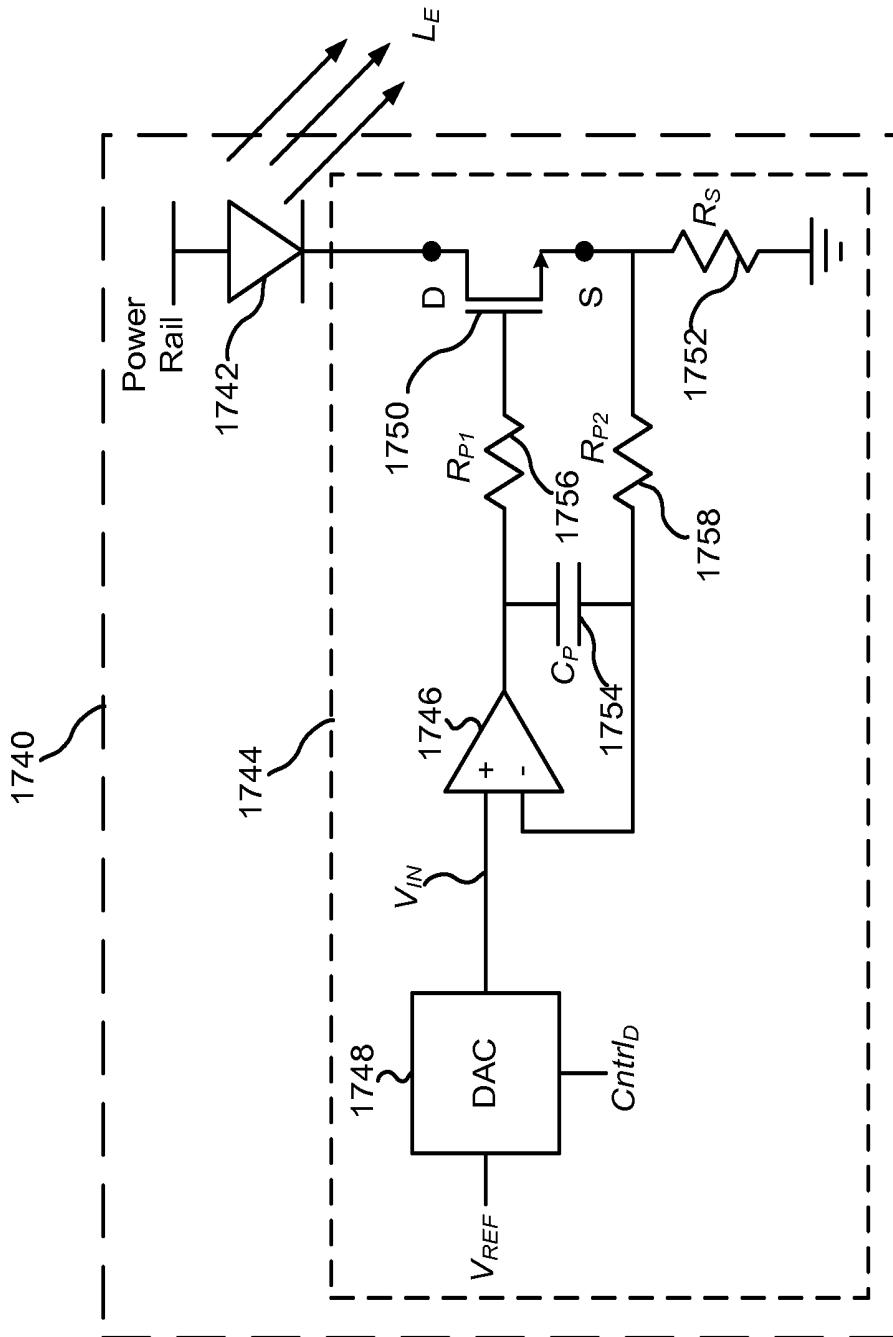 1740
1744
Power
Rail
1742
L_E
D
1750
S
R_P1
1756
R_P2
1758
R_S
1752
C_P
1754
1746
+
-
V_IN
1748
DAC
V_REF
Cntrl_D